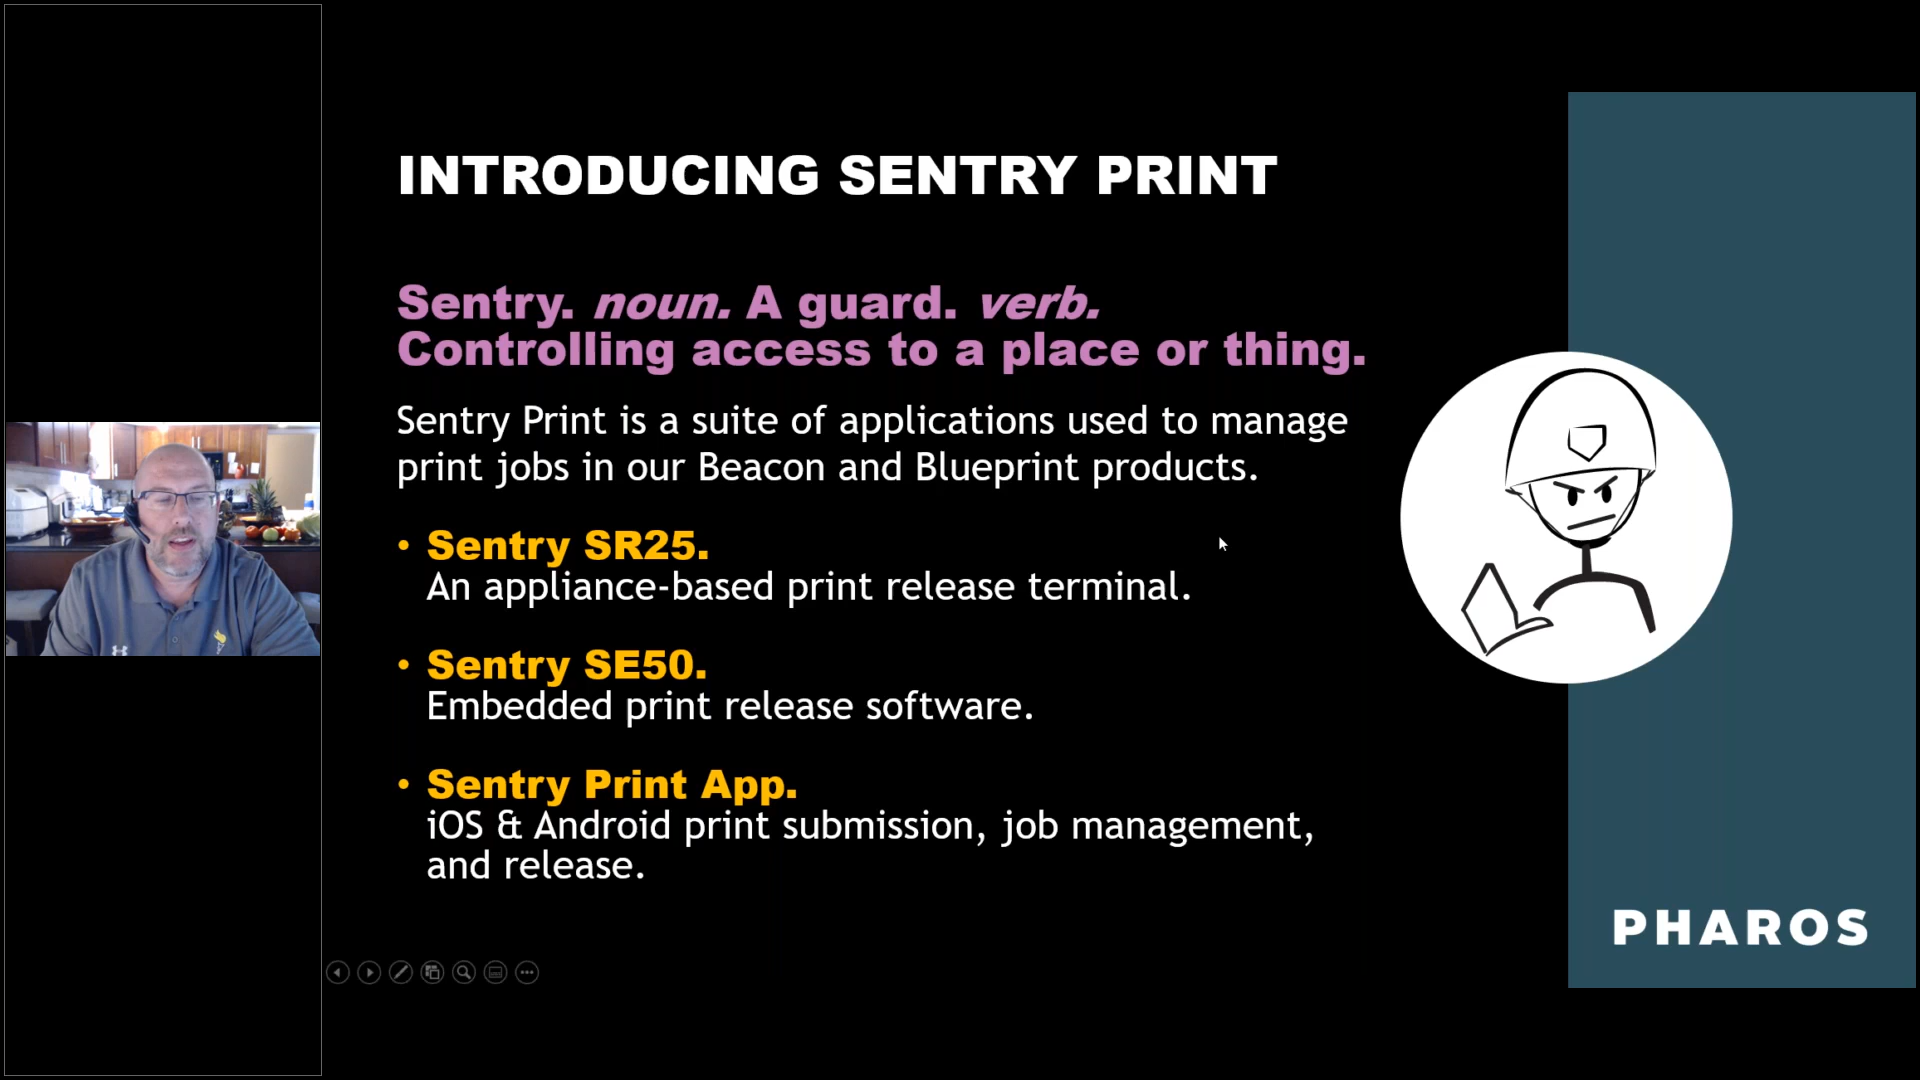 INTRODUCING SENTRY PRINT
Sentry. noun. A guard. verb.
Controlling access to a place or thing.
Sentry Print is a suite of applications used to manage
print jobs in our Beacon and Blueprint products.
• Sentry SR25.
An appliance-based print release terminal.
• Sentry SE50.
Embedded print release software.
• Sentry Print App.
iOS & Android print submission, job management,
and release.
PHAROS